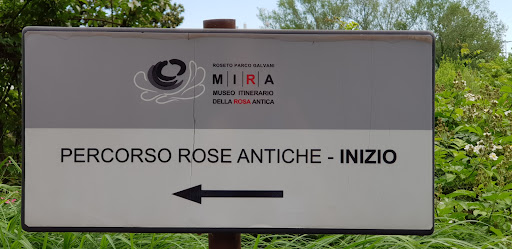 ROSETO PARCO GALVANI
M|I|R|A
MUSEO ITINERARIO
DELLA ROSA ANTICA
PERCORSO ROSE ANTICHE - INIZIO